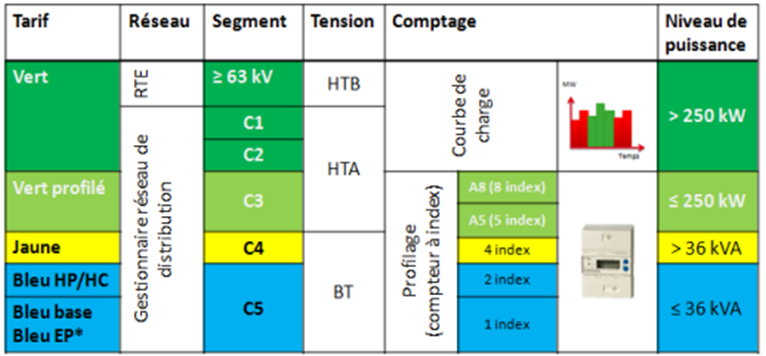 Tarif Réseau Segment Tension Comptage Niveau de
puissance
Vert RTE ≥ 63 kV HTB Courbe de
charge MW
Temps > 250 kW
Gestionnaire réseau de
distribution C1 HTA
C2
Vert profilé C3 Profilage
(compteur à index) A8 (8 index) ≤ 250 kW
A5 (5 index)
Jaune C4 BT 4 index > 36 kVA
Bleu HP/HC C5 2 index ≤ 36 kVA
Bleu base
Bleu EP* 1 index